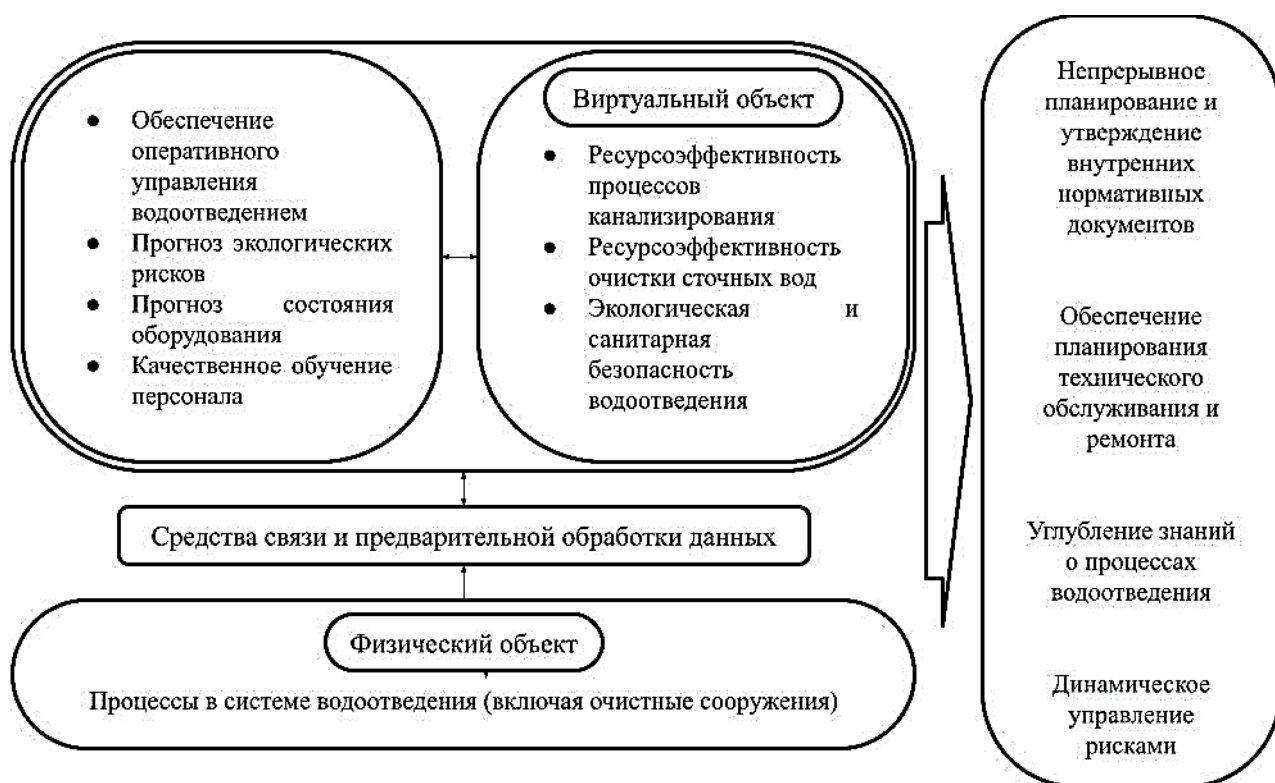 Обеспечение
оперативного
управления
водоотведением
Прогноз экологических
рисков
Прогноз состояния
оборудования
Качественное обучение
персонала
Виртуальный объект
Ресурсоэффективность
процессов
канализирования
Ресурсоэффективность
очистки сточных вод
Экологическая и
санитарная
безопасность
водоотведения
Средства связи и предварительной обработки данных
Физический объект
Процессы в системе водоотведения (включая очистные сооружения)
Непрерывное
планирование и
утверждение
внутренних
нормативных
документов
Обеспечение
планирования
технического
обслуживания и
ремонта
Углубление знаний
о процессах
водоотведения
Динамическое
управление
рисками